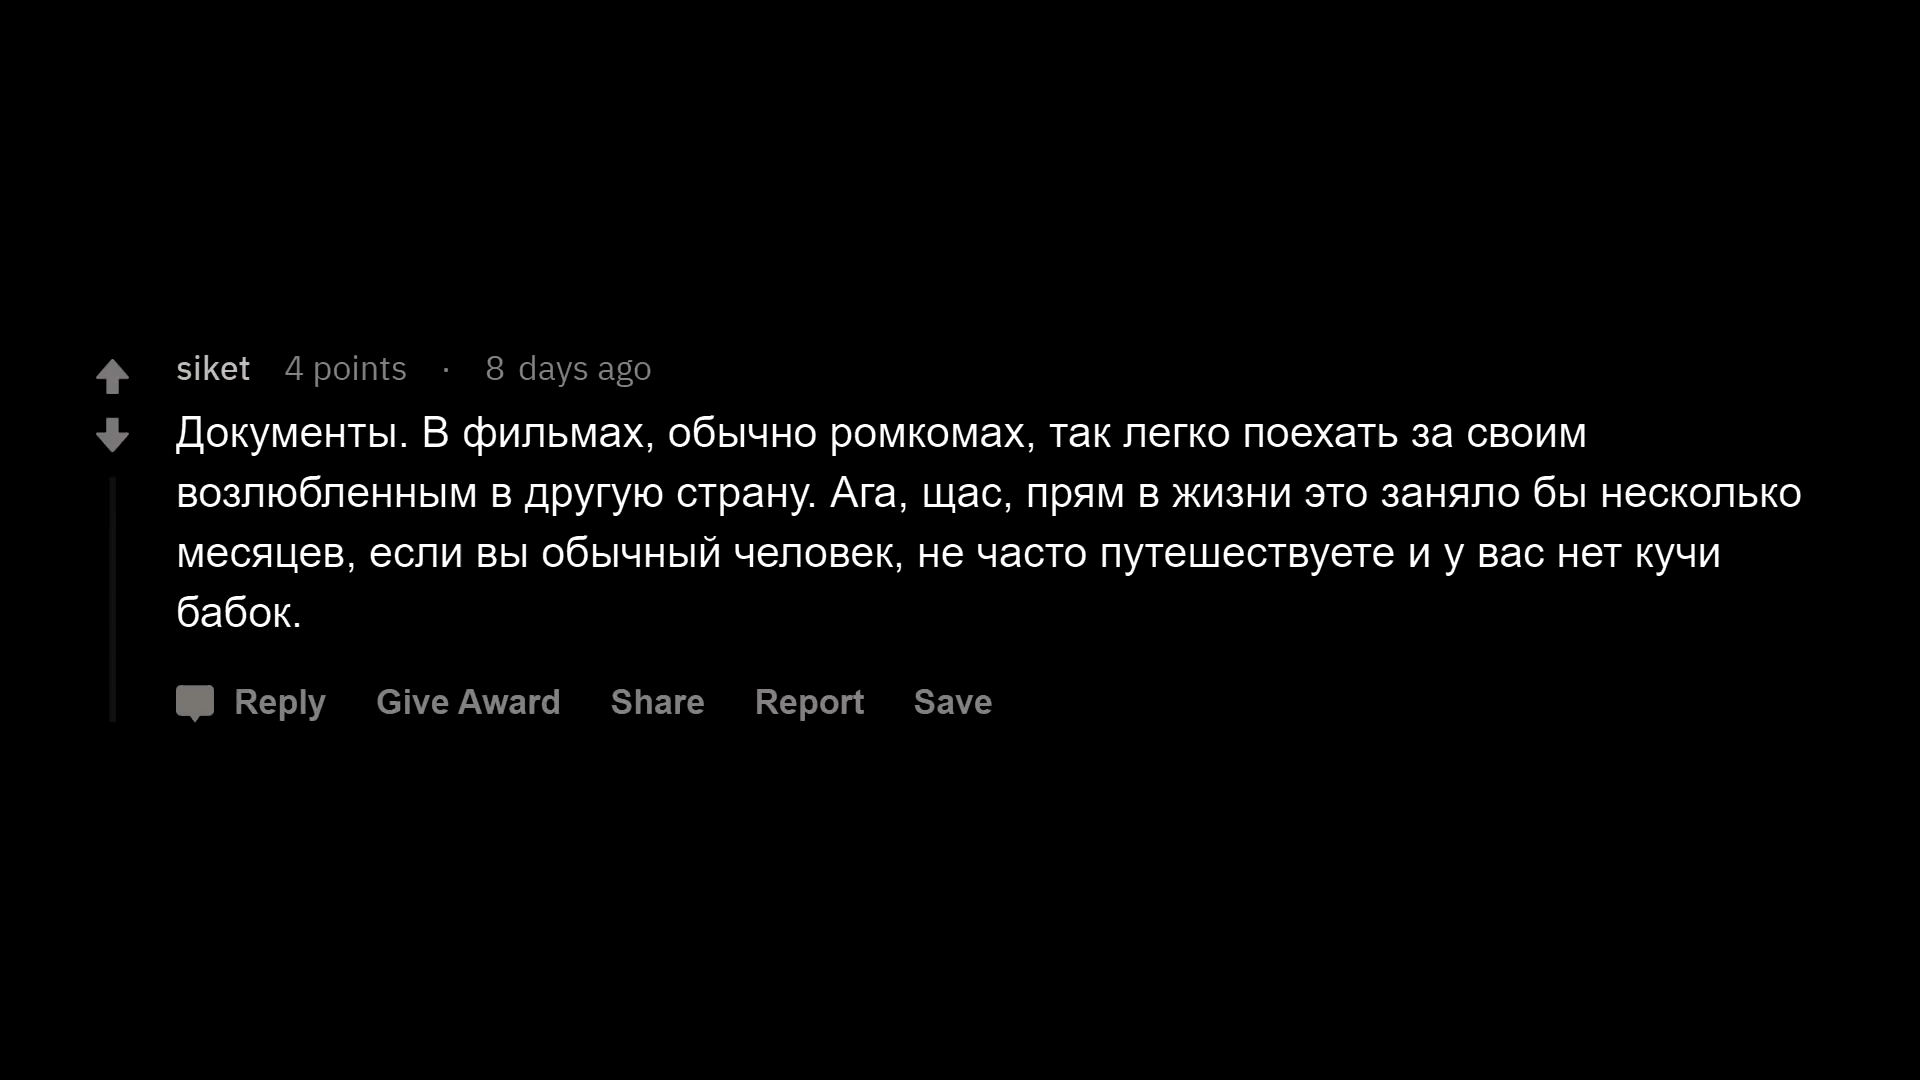 siket 4 points · 8 days ago
Документы. В фильмах, обычно ромкомах, так легко поехать за своим
возлюбленным в другую страну. Ага, щас, прям в жизни это заняло бы несколько
месяцев, если вы обычный человек, не часто путешествуете и у вас нет кучи
бабок.
Reply Give Award Share Report Save